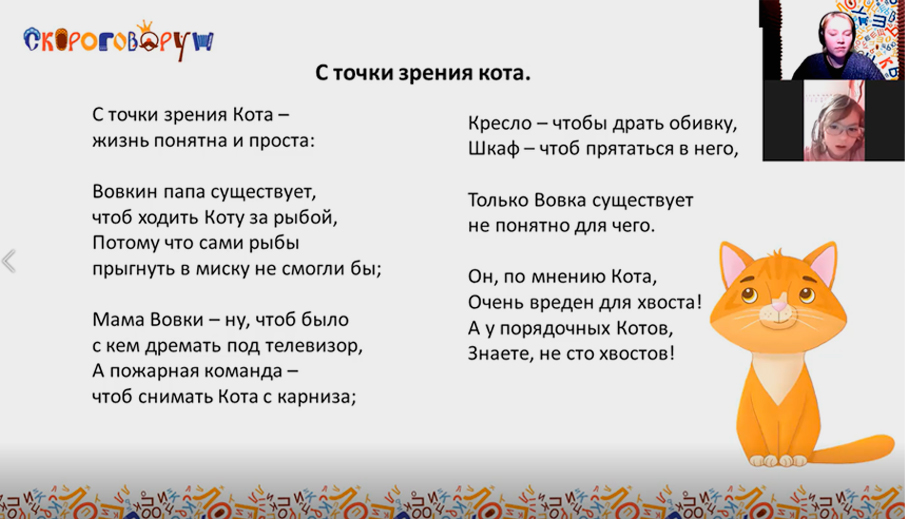 СКОРОГОВОРУН
С точки зрения кота.
С точки зрения Кота –
жизнь понятна и проста:
Вовкин папа существует,
чтоб ходить Коту за рыбой,
Потому что сами рыбы
прыгнуть в миску не смогли бы;
Мама Вовки – ну, чтоб было
с кем дремать под телевизор,
А пожарная команда –
чтоб снимать Кота с карниза;
Кресло – чтобы драть обивку,
Шкаф – чтоб прятаться в него,
Только Вовка существует
не понятно для чего.
Он, по мнению Кота,
Очень вреден для хвоста!
А у порядочных Котов,
Знаете, не сто хвостов!